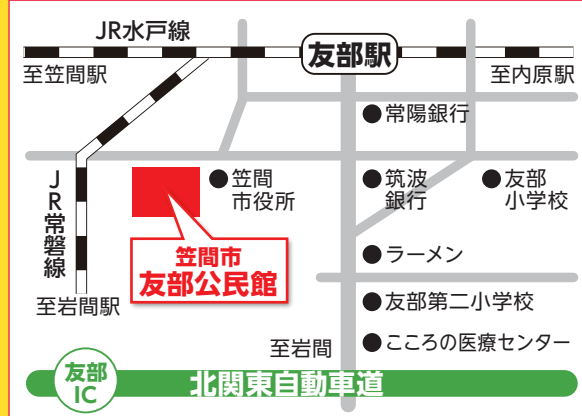 JR水戸線
友部駅
至笠間駅
至内原駅
常陽銀行
笠間
市役所
筑波
銀行
友部
小学校
JR常磐線
笠間市
友部公民館
ラーメン
至岩間駅
友部第二小学校
至岩間
こころの医療センター
友部
IC
北関東自動車道